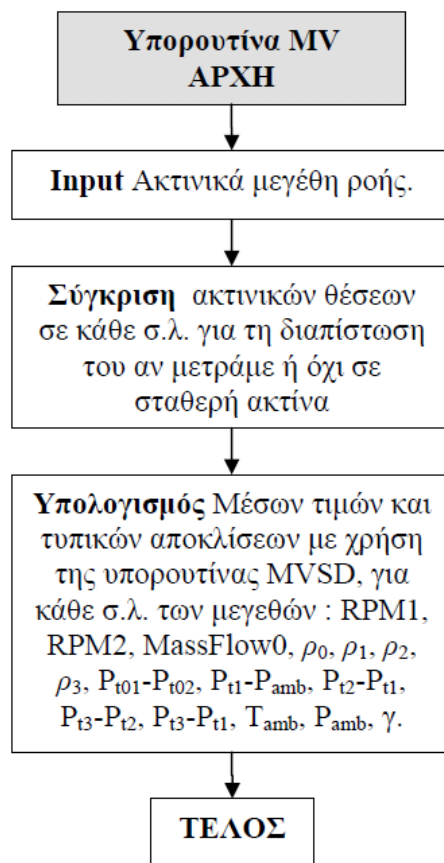 Υπορουτίνα MV
ΑΡΧΗ
Input Ακτινικά μεγέθη ροής.
Σύγκριση ακτινικών θέσεων
σε κάθε σ.λ. για τη διαπίστωση
του αν μετράμε ή όχι σε
σταθερή ακτίνα
Υπολογισμός Μέσων τιμών και
τυπικών αποκλίσεων με χρήση
της υπορουτίνας MVSD, για
κάθε σ.λ. των μεγεθών : RPM1,
RPM2, MassFlow0, ρ₀, ρ₁, ρ₂,
ρ₃, Pt01-Pt02, Pt1-Pamb, Pt2-Pt1,
Pt3-Pt2, Pt3-Pt1, Tamb, Pamb, γ.
ΤΕΛΟΣ